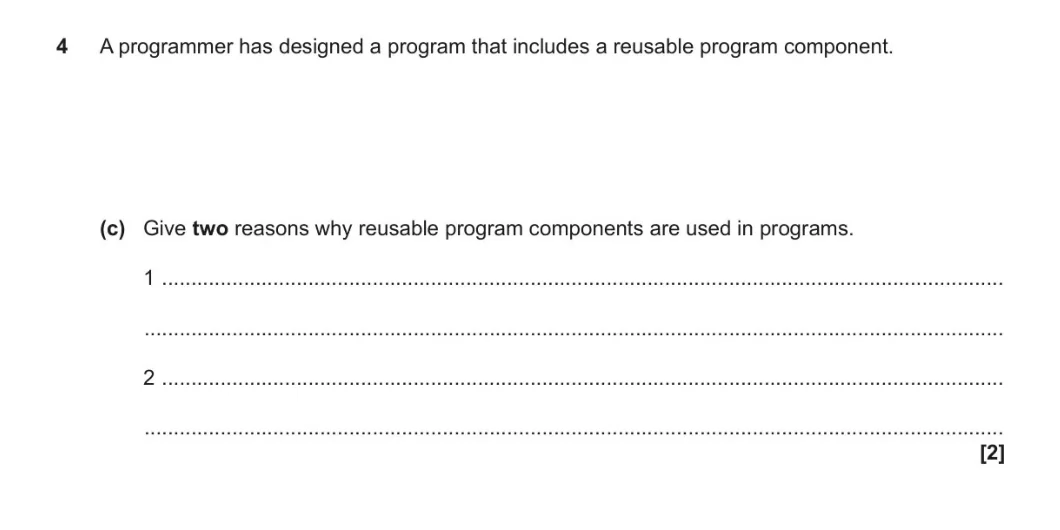 4 A programmer has designed a program that includes a reusable program component.
(c) Give two reasons why reusable program components are used in programs.
1 ..........................................................................................................................................
..........................................................................................................................................
2 ..........................................................................................................................................
..........................................................................................................................................
[2]